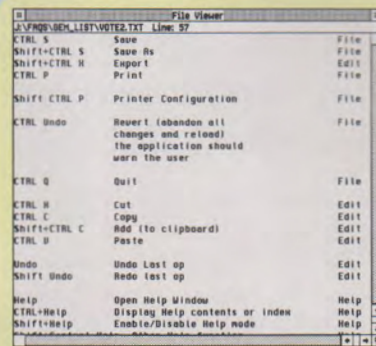 File Viewer
J:\FAQS\GEM_LIST\VOTE2.TXT Line: 57
CTRL S Save File
Shift+CTRL S Save As File
Shift+CTRL X Export Edit
CTRL P Print File
Shift CTRL P Printer Configuration File
CTRL Undo Revert (abandon all File
changes and reload)
the application should
warn the user
CTRL Q Quit File
CTRL X Cut Edit
CTRL C Copy Edit
Shift+CTRL C Add (to clipboard) Edit
CTRL V Paste Edit
Undo Undo Last op Edit
Shift Undo Redo last op Edit
Help Open Help Window Help
CTRL+Help Display Help contents or index Help
Shift+Help Enable/Disable Help mode Help